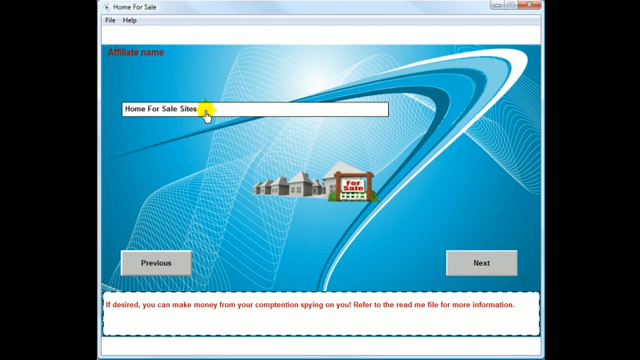 Home For Sale
File Help
Affiliate name
Home For Sale Sites
For
Sale
Previous
Next
If desired, you can make money from your comptention spying on you! Refer to the read me file for more information.